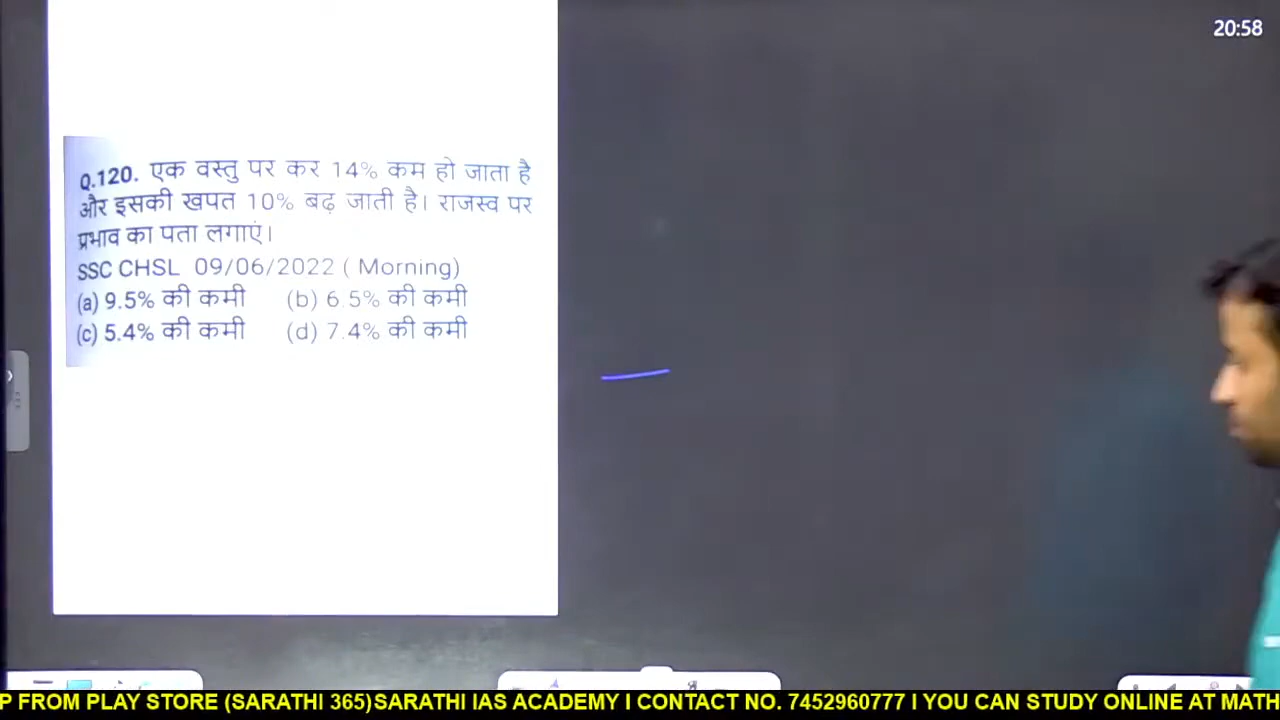 20:58
Q.120. एक वस्तु पर कर 14% कम हो जाता है
और इसकी खपत 10% बढ़ जाती है। राजस्व पर
प्रभाव का पता लगाएं।
SSC CHSL 09/06/2022 ( Morning)
(a) 9.5% की कमी (b) 6.5% की कमी
(c) 5.4% की कमी (d) 7.4% की कमी
P FROM PLAY STORE (SARATHI 365)SARATHI IAS ACADEMY I CONTACT NO. 7452960777 I YOU CAN STUDY ONLINE AT MATH